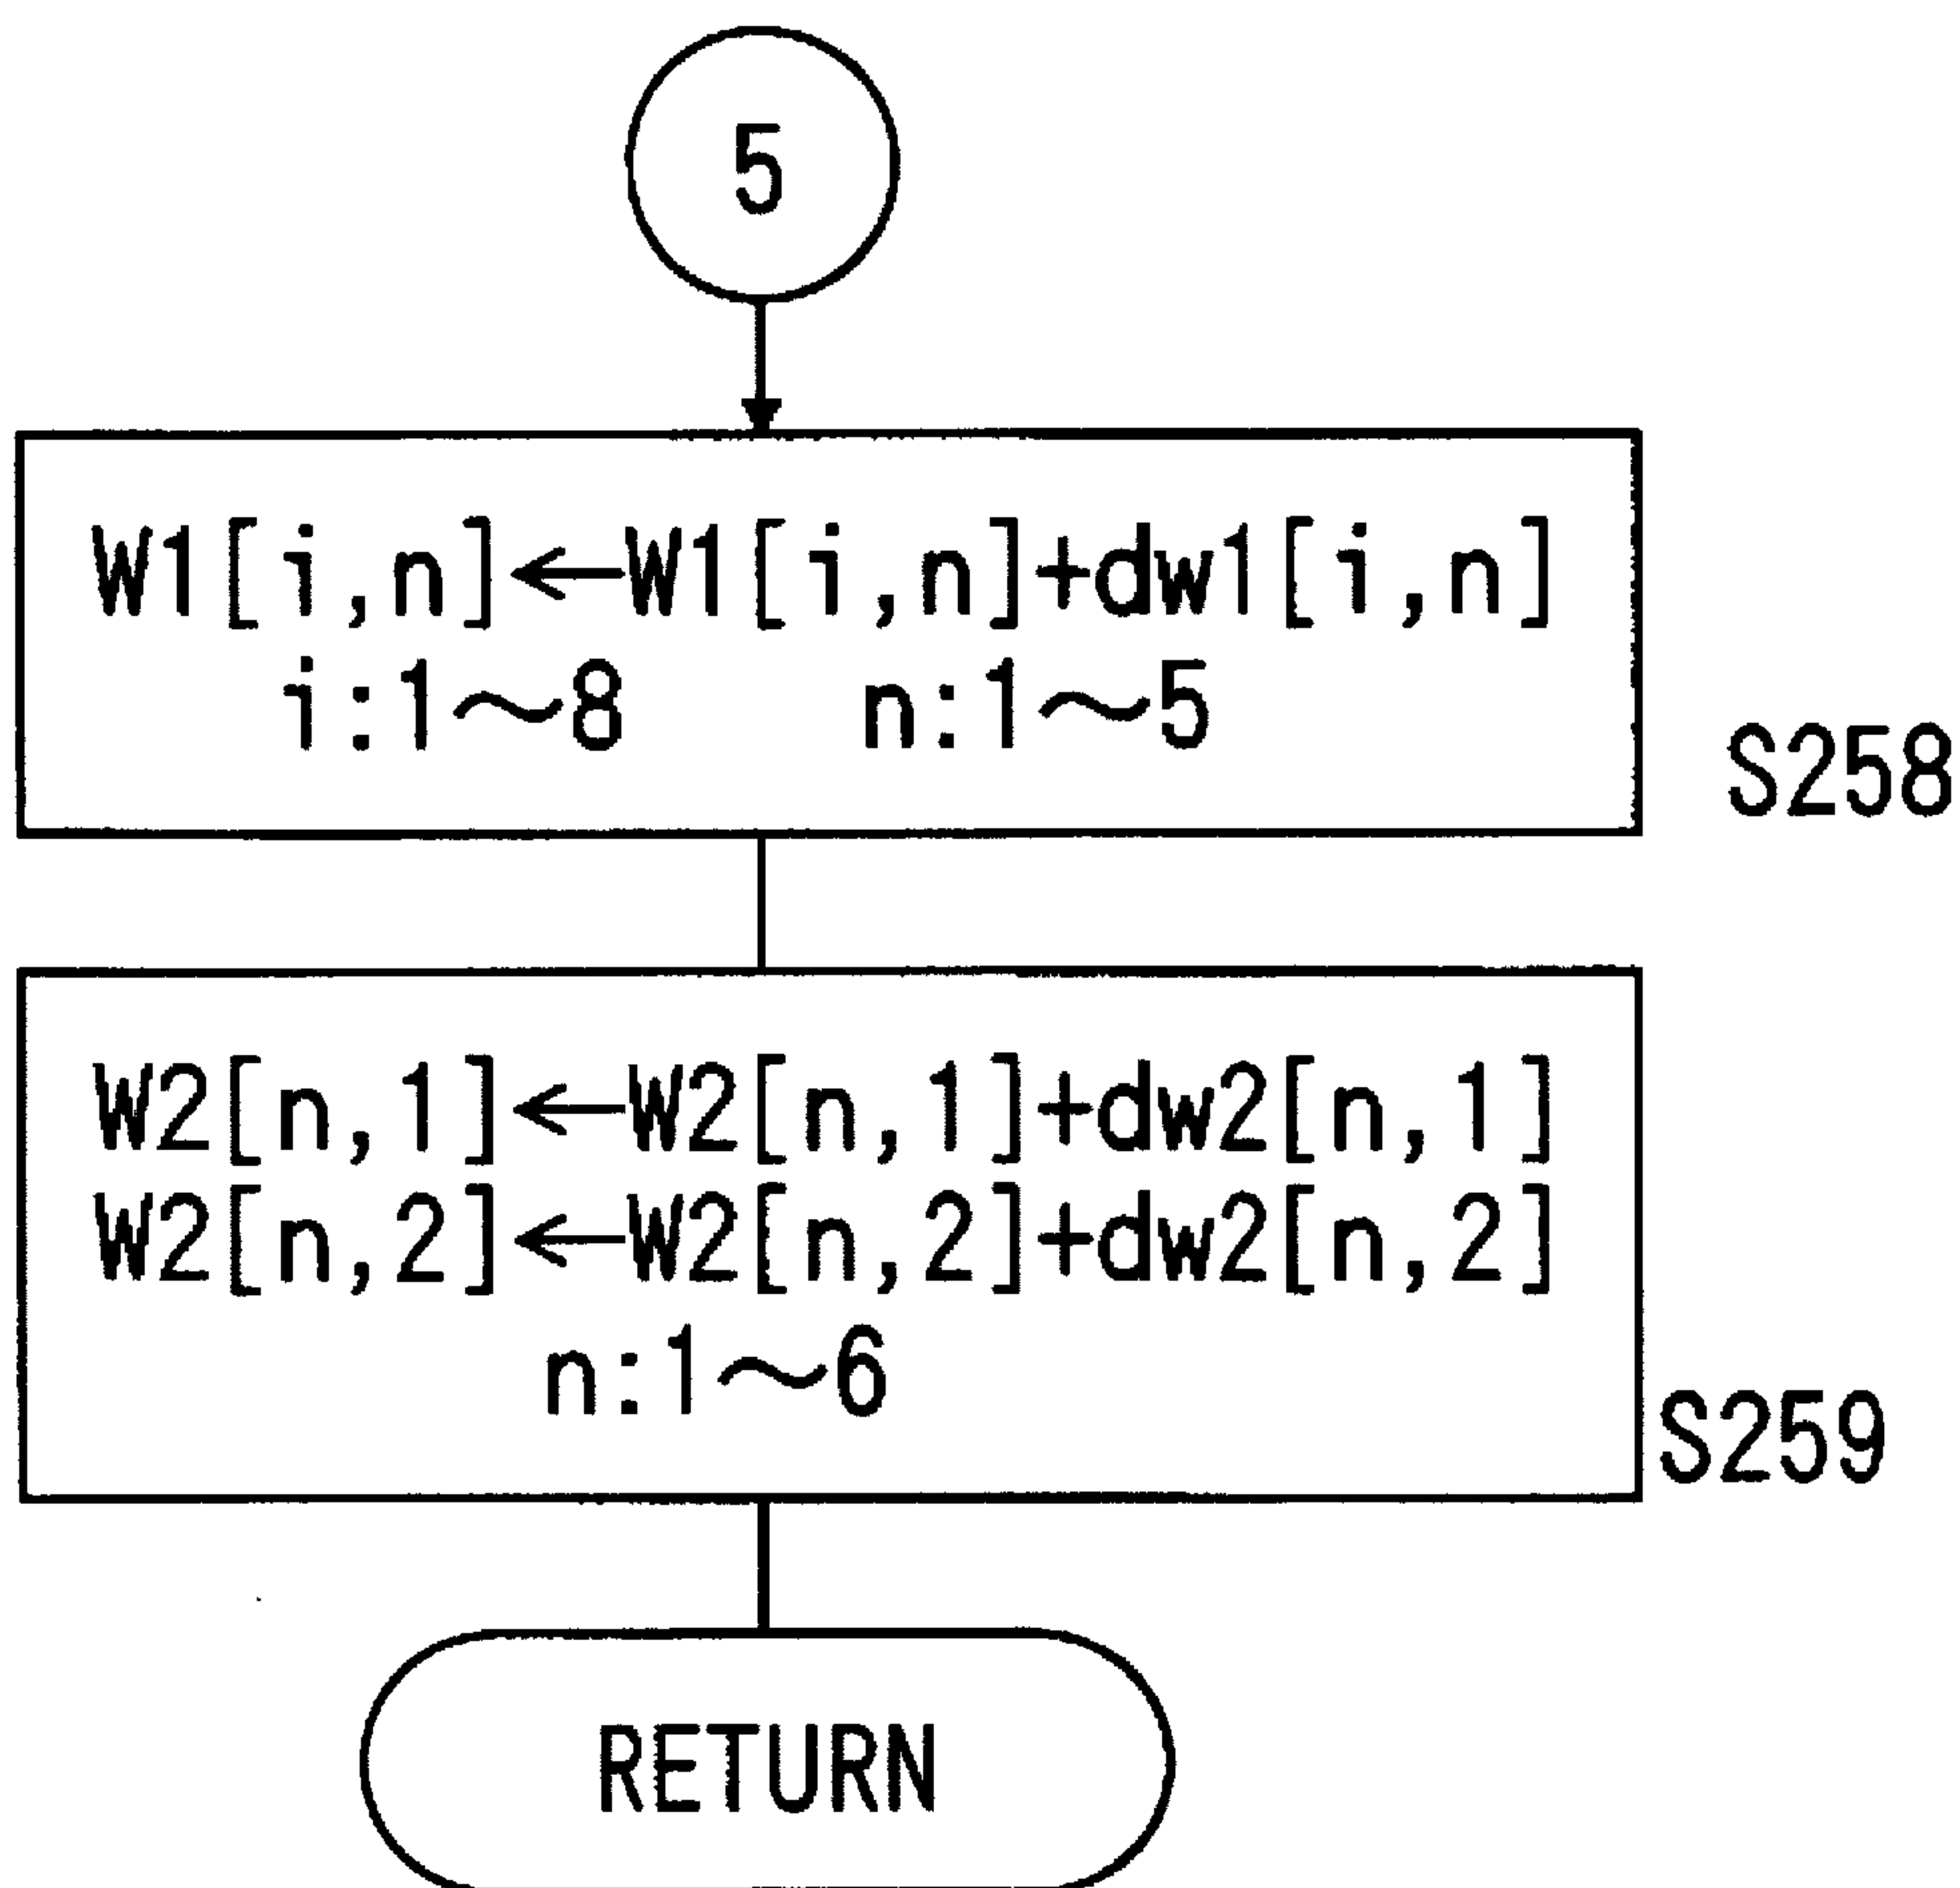 5
W1[i,n]←W1[i,n]+dw1[i,n]
i:1～8 n:1～5
S258
W2[n,1]←W2[n,1]+dw2[n,1]
W2[n,2]←W2[n,2]+dw2[n,2]
n:1～6
S259
RETURN